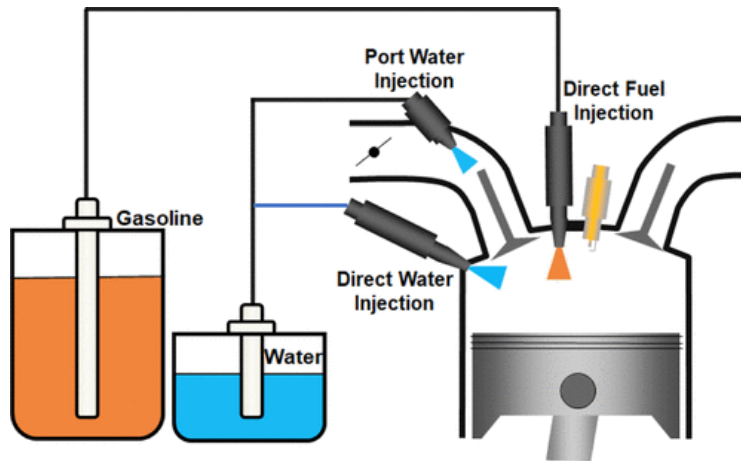 Port Water
Injection
Direct Fuel
Injection
Gasoline
Direct Water
Injection
Water